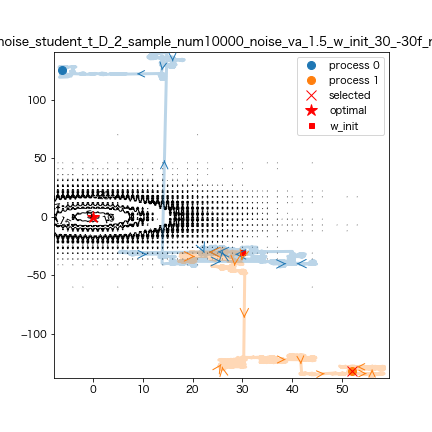 noise_student_t_D_2_sample_num10000_noise_va_1.5_w_init_30_-30f_r
process 0
process 1
selected
optimal
w_init
100
50
0
−50
−100
0
10
20
30
40
50